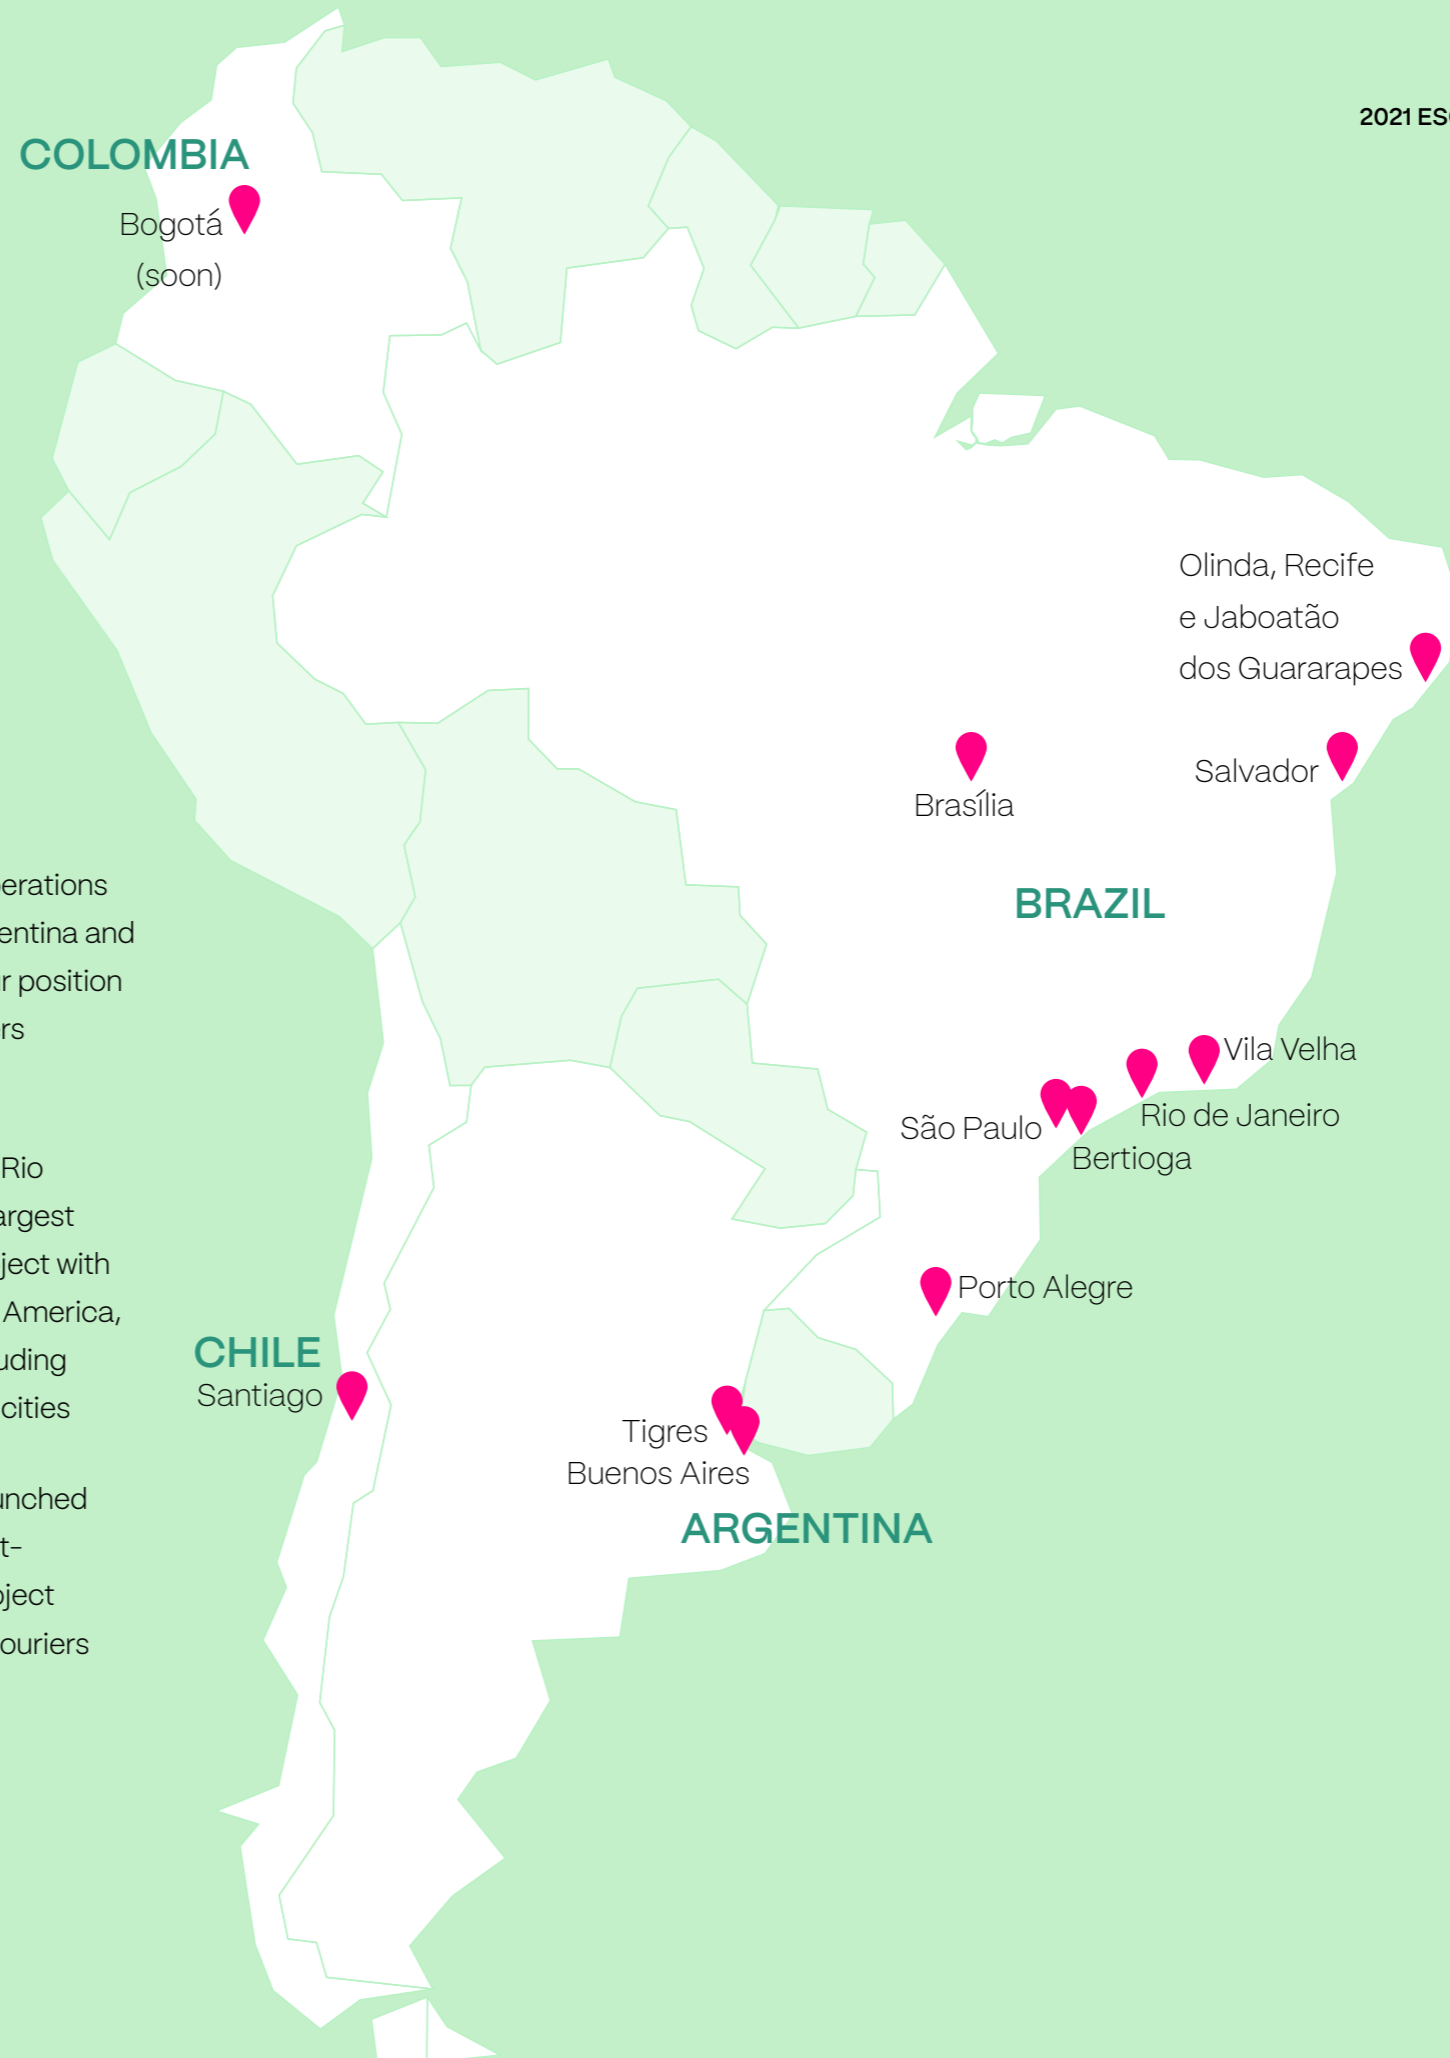 2021 ES
COLOMBIA
Bogotá
(soon)
Olinda, Recife
e Jaboatão
dos Guararapes
Salvador
Brasília
BRAZIL
erations
entina and
r position
rs
Vila Velha
Rio de Janeiro
São Paulo
Bertioga
Rio
argest
ject with
America,
uding
cities
Porto Alegre
CHILE
Santiago
Tigres
Buenos Aires
ARGENTINA
unched
t-
ject
ouriers